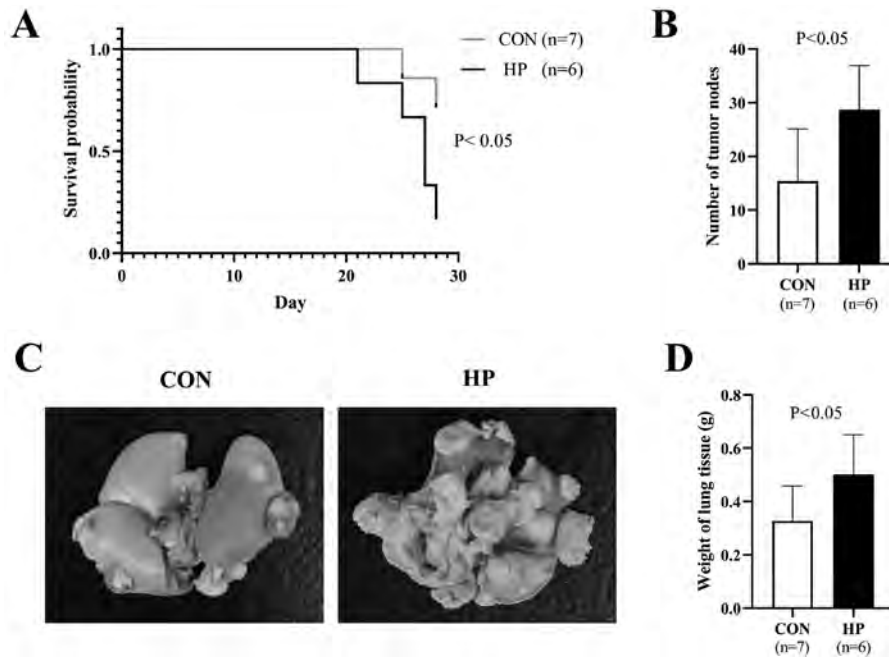 A
Survival probability
1.0
0.5
0.0
0
10
20
30
Day
CON (n=7)
HP (n=6)
P< 0.05
B
Number of tumor nodes
40
30
20
10
0
P<0.05
CON
(n=7)
HP
(n=6)
C
CON
HP
D
Weight of lung tissue (g)
0.8
0.6
0.4
0.2
0.0
P<0.05
CON
(n=7)
HP
(n=6)